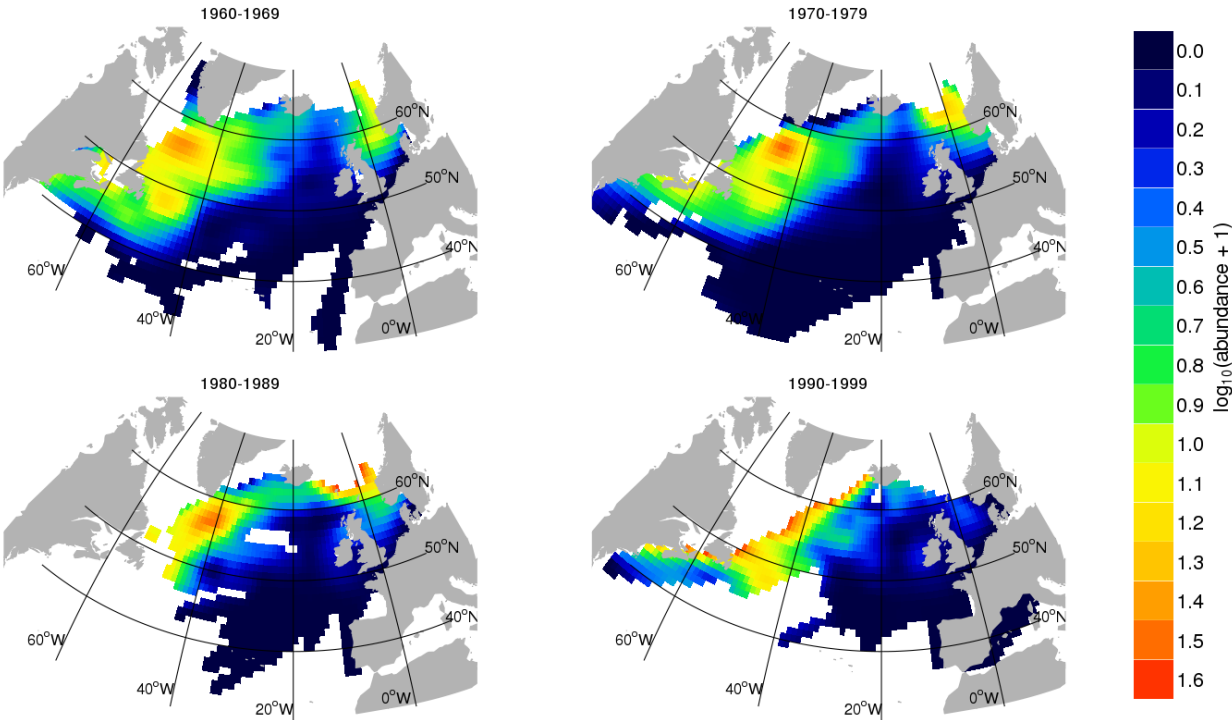 1960-1969
60°N
50°N
40°N
60°W
40°W
20°W
0°W
1970-1979
60°N
50°N
40°N
60°W
40°W
20°W
0°W
1980-1989
60°N
50°N
40°N
60°W
40°W
20°W
0°W
1990-1999
60°N
50°N
40°N
60°W
40°W
20°W
0°W
0.0
0.1
0.2
0.3
0.4
0.5
0.6
0.7
0.8
0.9
1.0
1.1
1.2
1.3
1.4
1.5
1.6
log₁₀(abundance + 1)